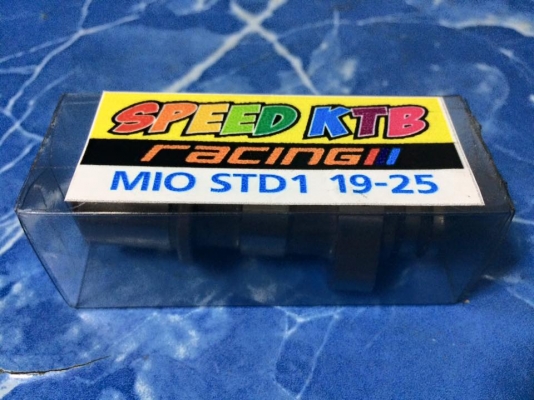 SPEED KTB
racing
MIO STD1 19-25